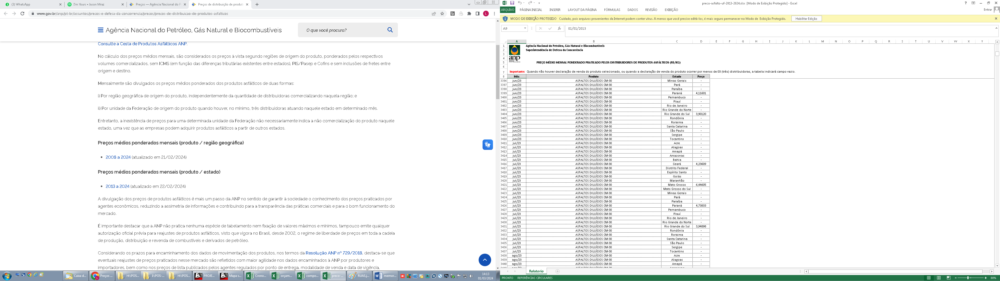 (3) WhatsApp
I'm Yours • Jason Mraz
Preços — Agência Nacional do P
Preços de distribuição de produt
www.gov.br/anp/pt-br/assuntos/precos-e-defesa-da-concorrencia/precos/precos-de-distribuicao-de-produtos-asfalticos
L
Agência Nacional do Petróleo, Gás Natural e Biocombustíveis
O que você procura?
Consulte a Cesta de Produtos Asfálticos ANP.
No cálculo dos preços médios mensais, são considerados os preços à vista segundo regiões de origem do produto, ponderados pelos respectivos
volumes comercializados, sem ICMS (em função das diferenças tributárias existentes entre estados), PIS/Pasep e Cofins e sem inclusões de fretes entre
origem e destino.
Mensalmente são divulgados os preços médios ponderados dos produtos asfálticos de duas formas:
i) Por região geográfica de origem do produto, independentemente da quantidade de distribuidoras comercializando naquela região; e
ii) Por unidade da Federação de origem do produto quando houver, no mínimo, três distribuidoras atuando naquele estado em determinado mês.
Entretanto, a inexistência de preços para uma determinada unidade da Federação não necessariamente indica a não comercialização do produto naquele
estado, uma vez que as empresas podem adquirir produtos asfálticos a partir de outros estados.
Preços médios ponderados mensais (produto / região geográfica)
• 2008 a 2024 (atualizado em 21/02/2024)
Preços médios ponderados mensais (produto / estado)
• 2013 a 2024 (atualizado em 22/02/2024)
A divulgação dos preços de produtos asfálticos é mais um passo da ANP no sentido de garantir à sociedade o conhecimento dos preços praticados por
agentes econômicos, reduzindo a assimetria de informações e contribuindo para a transparência das práticas comerciais e para o bom funcionamento do
mercado.
É importante destacar que a ANP não pratica nenhuma espécie de tabelamento nem fixação de valores máximos e mínimos, tampouco emite qualquer
autorização oficial prévia para reajustes de produtos asfálticos, visto que vigora no Brasil, desde 2002, o regime de liberdade de preços em toda a cadeia
de produção, distribuição e revenda de combustíveis e derivados de petróleo.
Considerando os prazos para encaminhamento dos dados de movimentação dos produtos, nos termos da Resolução ANP nº 729/2018, destaca-se que
eventuais reajustes de preços praticados nesse mercado são refletidos com maior agilidade nos dados encaminhados à ANP por produtores e
importadores, bem como nos preços de lista publicados pelos agentes regulados por ponto de entrega, modalidade de venda e data de vigência,
Caixa d...
Preços ...
H:\POS...
I:\POS-...
H:\POS...
PROJE...
Mapa s...
Crono...
orçam...
compo...
preco-...
RUAS.j...
memor...
14:13
01/03/2024
preco-asfalto-uf-2013-2024.xlsx [Modo de Exibição Protegido] - Excel
ARQUIVO PÁGINA INICIAL INSERIR LAYOUT DA PÁGINA FÓRMULAS DADOS REVISÃO EXIBIÇÃO Entrar
MODO DE EXIBIÇÃO PROTEGIDO Cuidado, pois arquivos provenientes da Internet podem conter vírus. A menos que você precise editá-los, é mais seguro permanecer no Modo de Exibição Protegido. Habilitar Edição
A9 fx 01/01/2013
A B C D E F G H I J K L M N O P Q R S T U V W X Y
1 Agência Nacional do Petróleo, Gás Natural e Biocombustíveis
2 Superintendência de Defesa da Concorrência
3
4 anp
5 PREÇO MÉDIO MENSAL PONDERADO PRATICADO PELOS DISTRIBUIDORES DE PRODUTOS ASFÁLTICOS (R$/KG)
6
7 Importante: Quando não houver declaração de venda do produto selecionado, ou quando a declaração de venda do produto ocorrer por menos de 03 (três) distribuidoras, a tabela indicará campo vazio.
8 Mês Produto Estado Preço
3396 jun/23 ASFALTOS DILUÍDOS CM-30 Minas Gerais -
3397 jun/23 ASFALTOS DILUÍDOS CM-30 Pará -
3398 jun/23 ASFALTOS DILUÍDOS CM-30 Paraíba -
3399 jun/23 ASFALTOS DILUÍDOS CM-30 Paraná 4,11601
3400 jun/23 ASFALTOS DILUÍDOS CM-30 Pernambuco -
3401 jun/23 ASFALTOS DILUÍDOS CM-30 Piauí -
3402 jun/23 ASFALTOS DILUÍDOS CM-30 Rio de Janeiro -
3403 jun/23 ASFALTOS DILUÍDOS CM-30 Rio Grande do Norte -
3404 jun/23 ASFALTOS DILUÍDOS CM-30 Rio Grande do Sul 3,90120
3405 jun/23 ASFALTOS DILUÍDOS CM-30 Rondônia -
3406 jun/23 ASFALTOS DILUÍDOS CM-30 Roraima -
3407 jun/23 ASFALTOS DILUÍDOS CM-30 Santa Catarina -
3408 jun/23 ASFALTOS DILUÍDOS CM-30 São Paulo -
3409 jun/23 ASFALTOS DILUÍDOS CM-30 Sergipe -
3410 jun/23 ASFALTOS DILUÍDOS CM-30 Tocantins -
3411 jul/23 ASFALTOS DILUÍDOS CM-30 Acre -
3412 jul/23 ASFALTOS DILUÍDOS CM-30 Alagoas -
3413 jul/23 ASFALTOS DILUÍDOS CM-30 Amapá -
3414 jul/23 ASFALTOS DILUÍDOS CM-30 Amazonas -
3415 jul/23 ASFALTOS DILUÍDOS CM-30 Bahia -
3416 jul/23 ASFALTOS DILUÍDOS CM-30 Ceará 4,23609
3417 jul/23 ASFALTOS DILUÍDOS CM-30 Distrito Federal -
3418 jul/23 ASFALTOS DILUÍDOS CM-30 Espírito Santo -
3419 jul/23 ASFALTOS DILUÍDOS CM-30 Goiás -
3420 jul/23 ASFALTOS DILUÍDOS CM-30 Maranhão -
3421 jul/23 ASFALTOS DILUÍDOS CM-30 Mato Grosso 6,44605
3422 jul/23 ASFALTOS DILUÍDOS CM-30 Mato Grosso do Sul -
3423 jul/23 ASFALTOS DILUÍDOS CM-30 Minas Gerais -
3424 jul/23 ASFALTOS DILUÍDOS CM-30 Pará -
3425 jul/23 ASFALTOS DILUÍDOS CM-30 Paraíba -
3426 jul/23 ASFALTOS DILUÍDOS CM-30 Paraná 4,73833
3427 jul/23 ASFALTOS DILUÍDOS CM-30 Pernambuco -
3428 jul/23 ASFALTOS DILUÍDOS CM-30 Piauí -
3429 jul/23 ASFALTOS DILUÍDOS CM-30 Rio de Janeiro -
3430 jul/23 ASFALTOS DILUÍDOS CM-30 Rio Grande do Norte -
3431 jul/23 ASFALTOS DILUÍDOS CM-30 Rio Grande do Sul 3,94898
3432 jul/23 ASFALTOS DILUÍDOS CM-30 Rondônia -
3433 jul/23 ASFALTOS DILUÍDOS CM-30 Roraima -
3434 jul/23 ASFALTOS DILUÍDOS CM-30 Santa Catarina -
3435 jul/23 ASFALTOS DILUÍDOS CM-30 São Paulo -
3436 jul/23 ASFALTOS DILUÍDOS CM-30 Sergipe -
3437 jul/23 ASFALTOS DILUÍDOS CM-30 Tocantins -
3438 ago/23 ASFALTOS DILUÍDOS CM-30 Acre -
3439 ago/23 ASFALTOS DILUÍDOS CM-30 Alagoas -
3440 ago/23 ASFALTOS DILUÍDOS CM-30 Amapá -
Relatorio
PRONTO REFERÊNCIAS CIRCULARES 80%